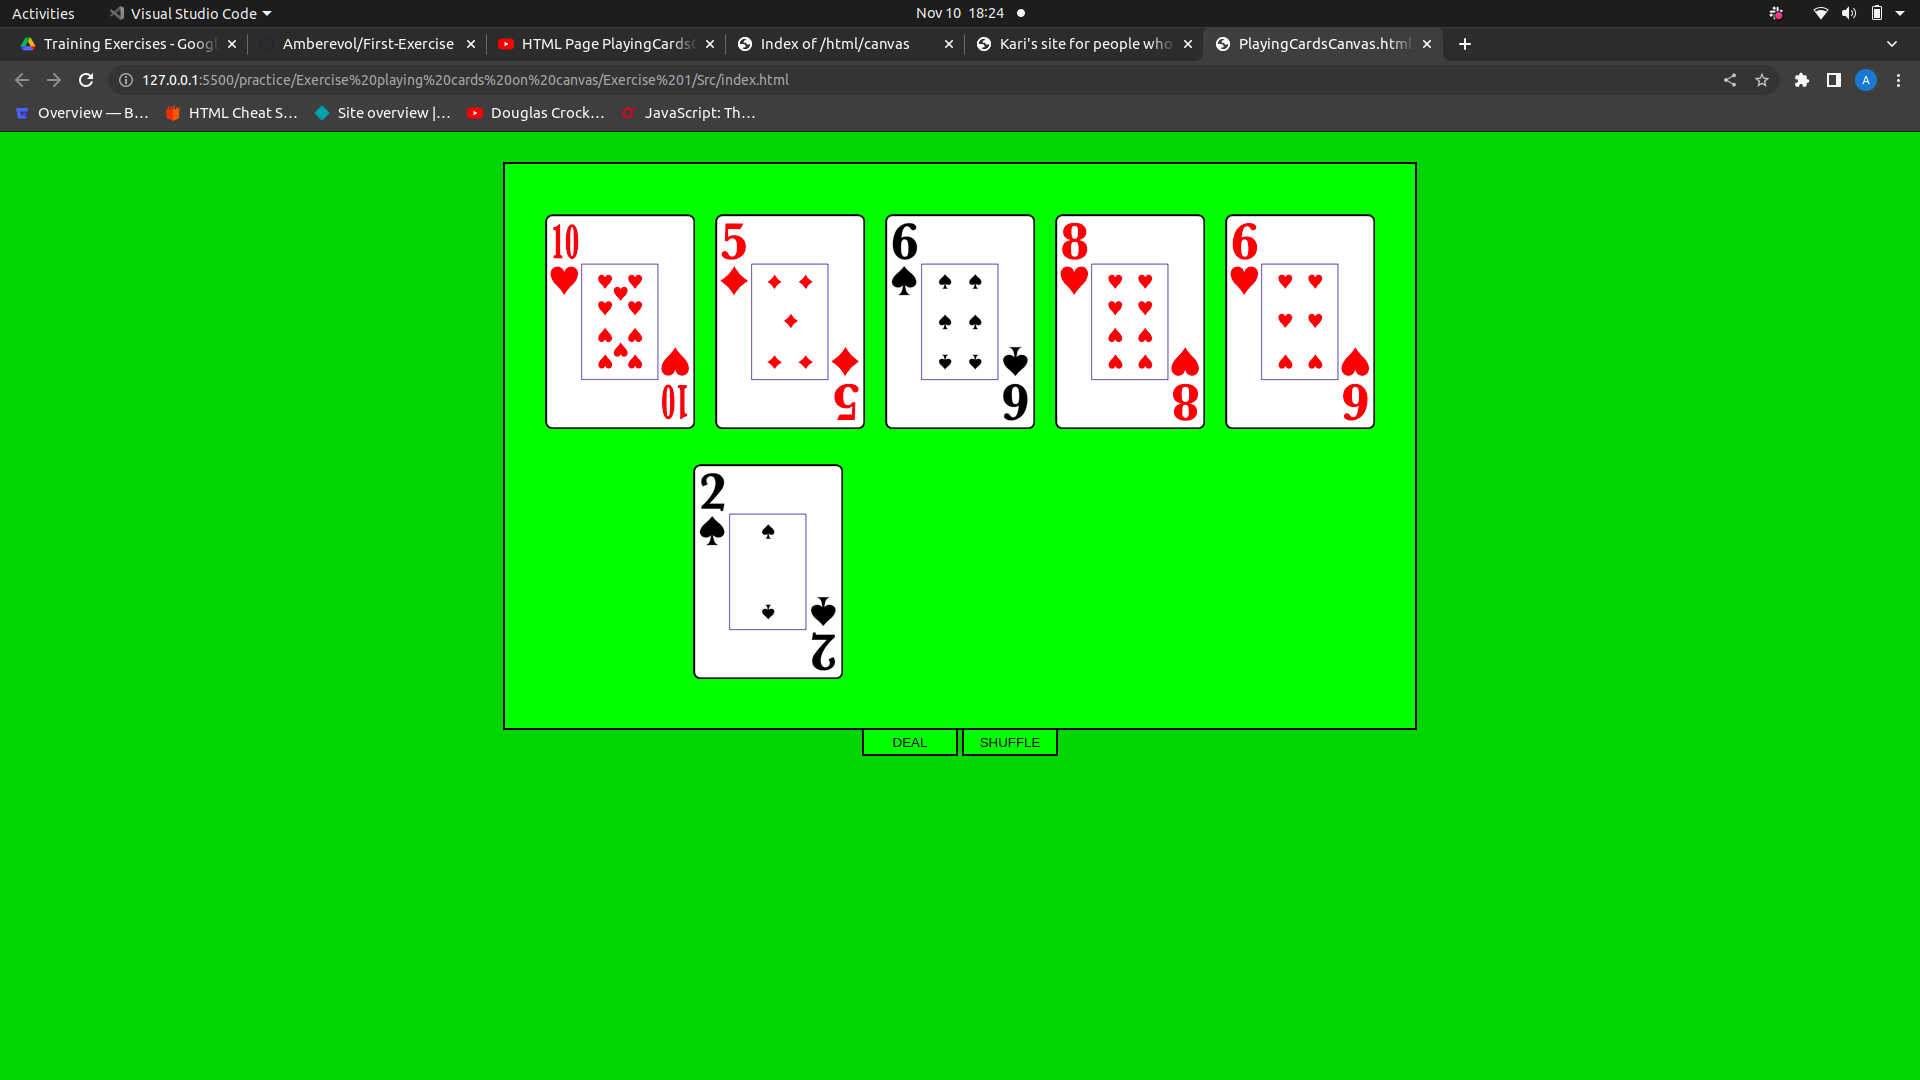 Activities Visual Studio Code Nov 10 18:24
Training Exercises - Googl Amberevol/First-Exercise HTML Page PlayingCardsC Index of /html/canvas Kari's site for people who PlayingCardsCanvas.html
127.0.0.1:5500/practice/Exercise%20playing%20cards%20on%20canvas/Exercise%201/Src/index.html A
Overview — B... HTML Cheat S... Site overview |... Douglas Crock... JavaScript: Th...
10 5 6 8 6
10 5 6 8 6
2
2
DEAL SHUFFLE